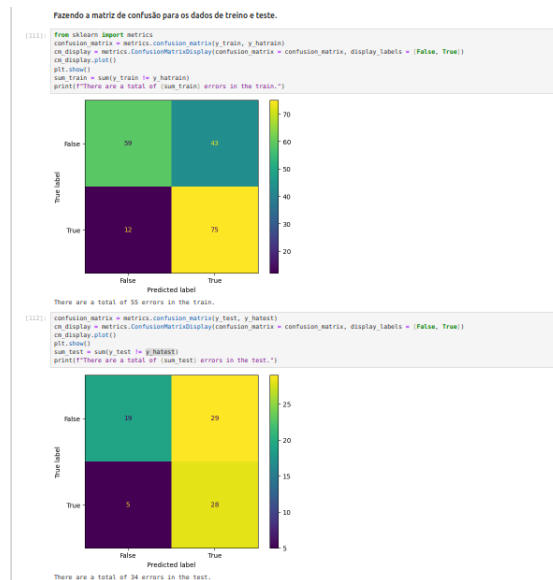 Fazendo a matriz de confusão para os dados de treino e teste.
[111]: from sklearn import metrics
confusion_matrix = metrics.confusion_matrix(y_train, y_hatrain)
cm_display = metrics.ConfusionMatrixDisplay(confusion_matrix = confusion_matrix, display_labels = [False, True])
cm_display.plot()
plt.show()
sum_train = sum(y_train != y_hatrain)
print(f"There are a total of {sum_train} errors in the train.")
70
False
59
43
60
50
True label
40
True
12
75
30
20
False
True
Predicted label
There are a total of 55 errors in the train.
[112]: confusion_matrix = metrics.confusion_matrix(y_test, y_hatest)
cm_display = metrics.ConfusionMatrixDisplay(confusion_matrix = confusion_matrix, display_labels = [False, True])
cm_display.plot()
plt.show()
sum_test = sum(y_test != y_hatest)
print(f"There are a total of {sum_test} errors in the test.")
25
False
19
29
20
True label
15
True
5
28
10
5
False
True
Predicted label
There are a total of 34 errors in the test.